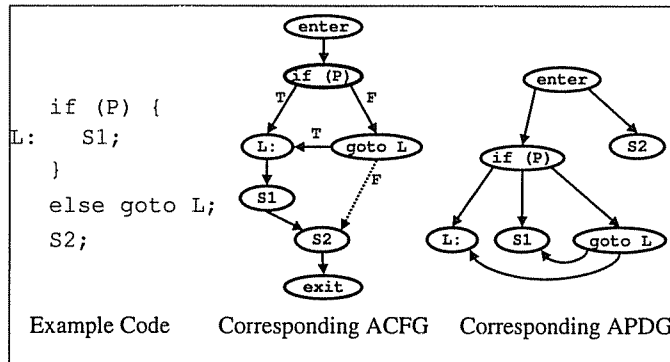 if (P) {
L: S1;
}
else goto L;
S2;
Example Code
enter
if (P)
T
F
L:
T
goto L
S1
F
S2
exit
Corresponding ACFG
enter
S2
if (P)
L:
S1
goto L
Corresponding APDG